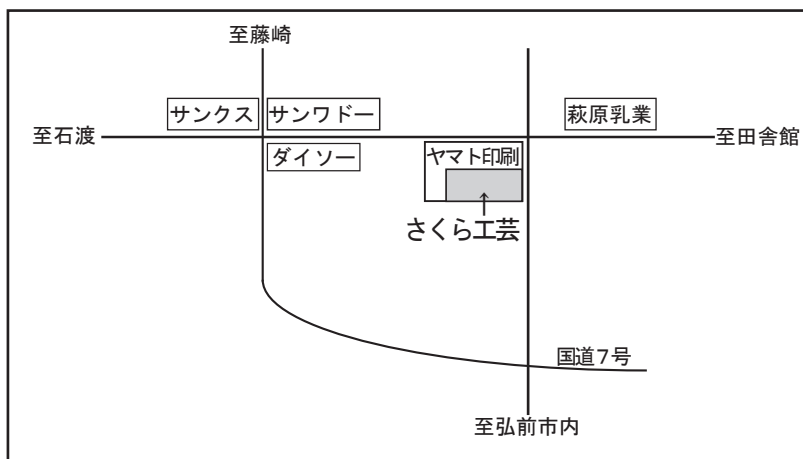 至藤崎
サンクス
サンワドー
萩原乳業
至石渡
至田舎館
ダイソー
ヤマト印刷
↑
さくら工芸
国道7号
至弘前市内